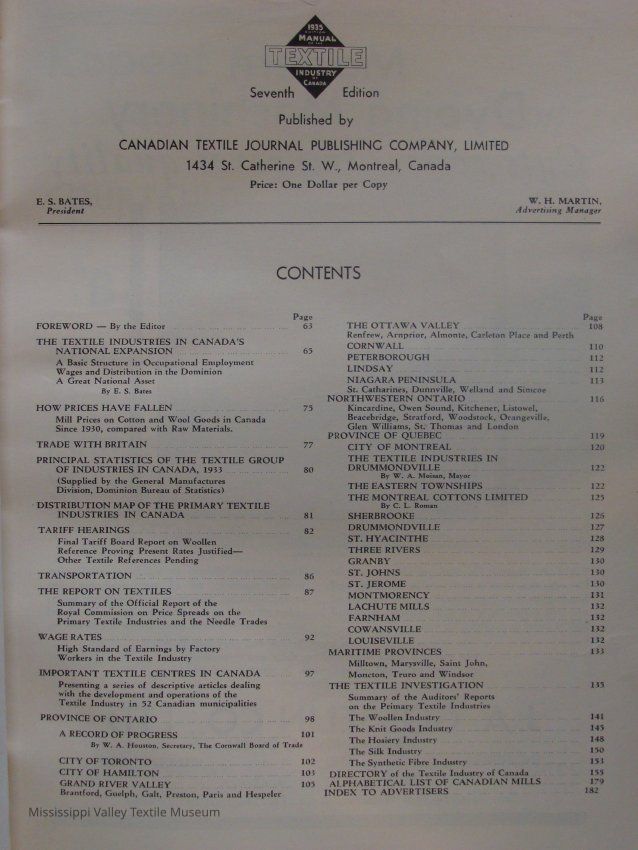 1935
EDITION
MANUAL
OF THE
TEXTILE
INDUSTRY
OF
CANADA
Seventh Edition
Published by
CANADIAN TEXTILE JOURNAL PUBLISHING COMPANY, LIMITED
1434 St. Catherine St. W., Montreal, Canada
Price: One Dollar per Copy
E. S. BATES,
President
W. H. MARTIN,
Advertising Manager
CONTENTS
Page
FOREWORD — By the Editor 63
THE TEXTILE INDUSTRIES IN CANADA'S
NATIONAL EXPANSION 65
A Basic Structure in Occupational Employment
Wages and Distribution in the Dominion
A Great National Asset
By E. S. Bates
HOW PRICES HAVE FALLEN 75
Mill Prices on Cotton and Wool Goods in Canada
Since 1930, compared with Raw Materials.
TRADE WITH BRITAIN 77
PRINCIPAL STATISTICS OF THE TEXTILE GROUP
OF INDUSTRIES IN CANADA, 1933 80
(Supplied by the General Manufactures
Division, Dominion Bureau of Statistics)
DISTRIBUTION MAP OF THE PRIMARY TEXTILE
INDUSTRIES IN CANADA 81
TARIFF HEARINGS 82
Final Tariff Board Report on Woollen
Reference Proving Present Rates Justified—
Other Textile References Pending
TRANSPORTATION 86
THE REPORT ON TEXTILES 87
Summary of the Official Report of the
Royal Commission on Price Spreads on the
Primary Textile Industries and the Needle Trades
WAGE RATES 92
High Standard of Earnings by Factory
Workers in the Textile Industry
IMPORTANT TEXTILE CENTRES IN CANADA 97
Presenting a series of descriptive articles dealing
with the development and operations of the
Textile Industry in 52 Canadian municipalities
PROVINCE OF ONTARIO 98
A RECORD OF PROGRESS 101
By W. A. Houston, Secretary, The Cornwall Board of Trade
CITY OF TORONTO 102
CITY OF HAMILTON 103
GRAND RIVER VALLEY 105
Brantford, Guelph, Galt, Preston, Paris and Hespeler
Page
THE OTTAWA VALLEY 108
Renfrew, Arnprior, Almonte, Carleton Place and Perth
CORNWALL 110
PETERBOROUGH 112
LINDSAY 112
NIAGARA PENINSULA 113
St. Catharines, Dunnville, Welland and Simcoe
NORTHWESTERN ONTARIO 116
Kincardine, Owen Sound, Kitchener, Listowel,
Bracebridge, Stratford, Woodstock, Orangeville,
Glen Williams, St. Thomas and London
PROVINCE OF QUEBEC 119
CITY OF MONTREAL 120
THE TEXTILE INDUSTRIES IN
DRUMMONDVILLE 122
By W. A. Moisan, Mayor
THE EASTERN TOWNSHIPS 122
THE MONTREAL COTTONS LIMITED 125
By C. L. Roman
SHERBROOKE 126
DRUMMONDVILLE 127
ST. HYACINTHE 128
THREE RIVERS 129
GRANBY 130
ST. JOHNS 130
ST. JEROME 130
MONTMORENCY 131
LACHUTE MILLS 132
FARNHAM 132
COWANSVILLE 132
LOUISEVILLE 132
MARITIME PROVINCES 133
Milltown, Marysville, Saint John,
Moncton, Truro and Windsor
THE TEXTILE INVESTIGATION 135
Summary of the Auditors' Reports
on the Primary Textile Industries
The Woollen Industry 141
The Knit Goods Industry 145
The Hosiery Industry 148
The Silk Industry 150
The Synthetic Fibre Industry 153
DIRECTORY of the Textile Industry of Canada 155
ALPHABETICAL LIST OF CANADIAN MILLS 179
INDEX TO ADVERTISERS 182
Mississippi Valley Textile Museum